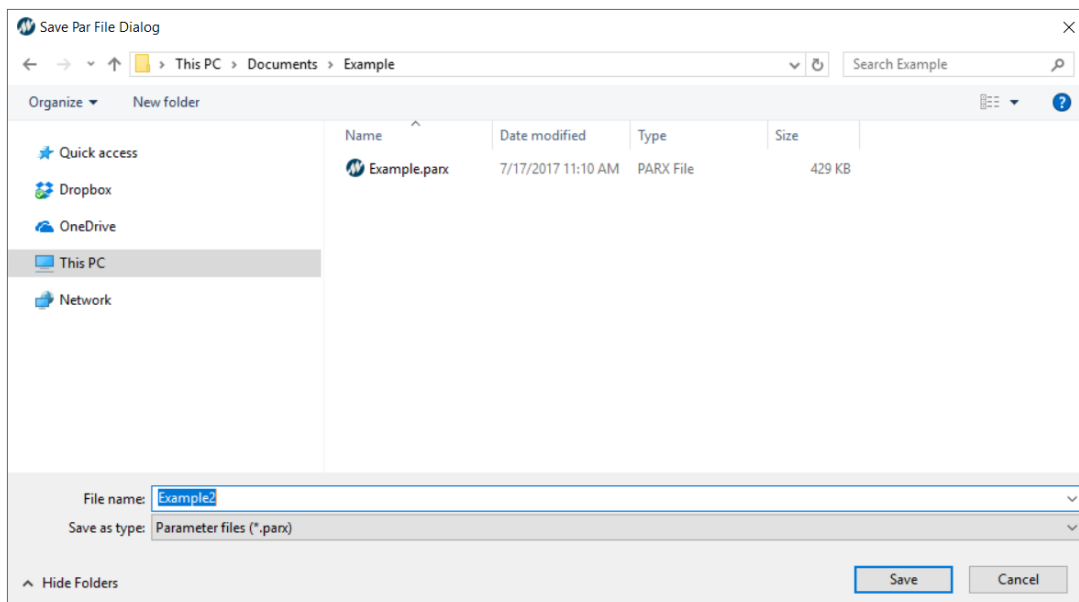 Save Par File Dialog
This PC > Documents > Example
Search Example
Organize
New folder
Name Date modified Type Size
Quick access
Example.parx 7/17/2017 11:10 AM PARX File 429 KB
Dropbox
OneDrive
This PC
Network
File name: Example2
Save as type: Parameter files (*.parx)
Hide Folders
Save
Cancel